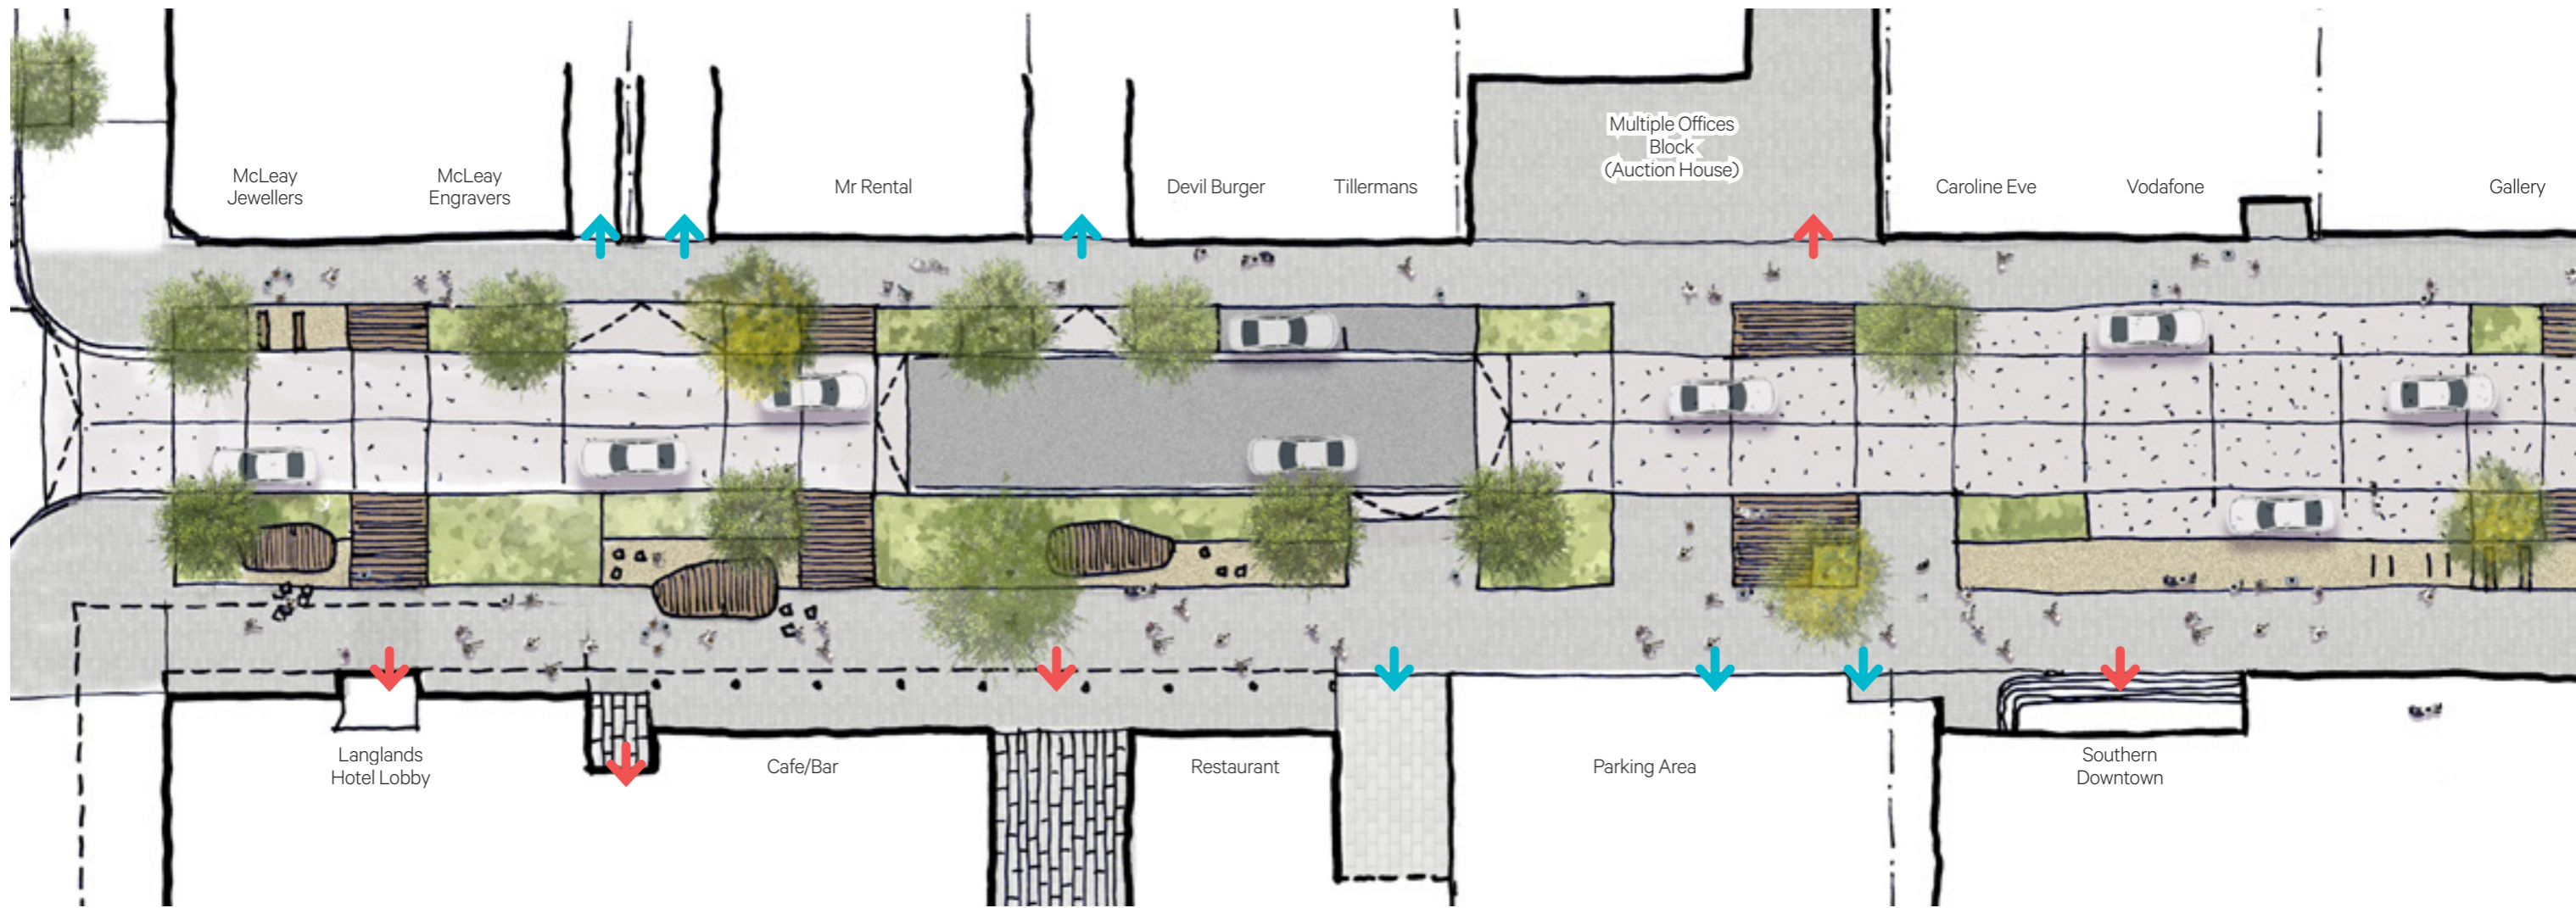 McLeay
Jewellers
McLeay
Engravers
Mr Rental
Devil Burger
Tillermans
Multiple Offices
Block
(Auction House)
Caroline Eve
Vodafone
Gallery
Langlands
Hotel Lobby
Cafe/Bar
Restaurant
Parking Area
Southern
Downtown